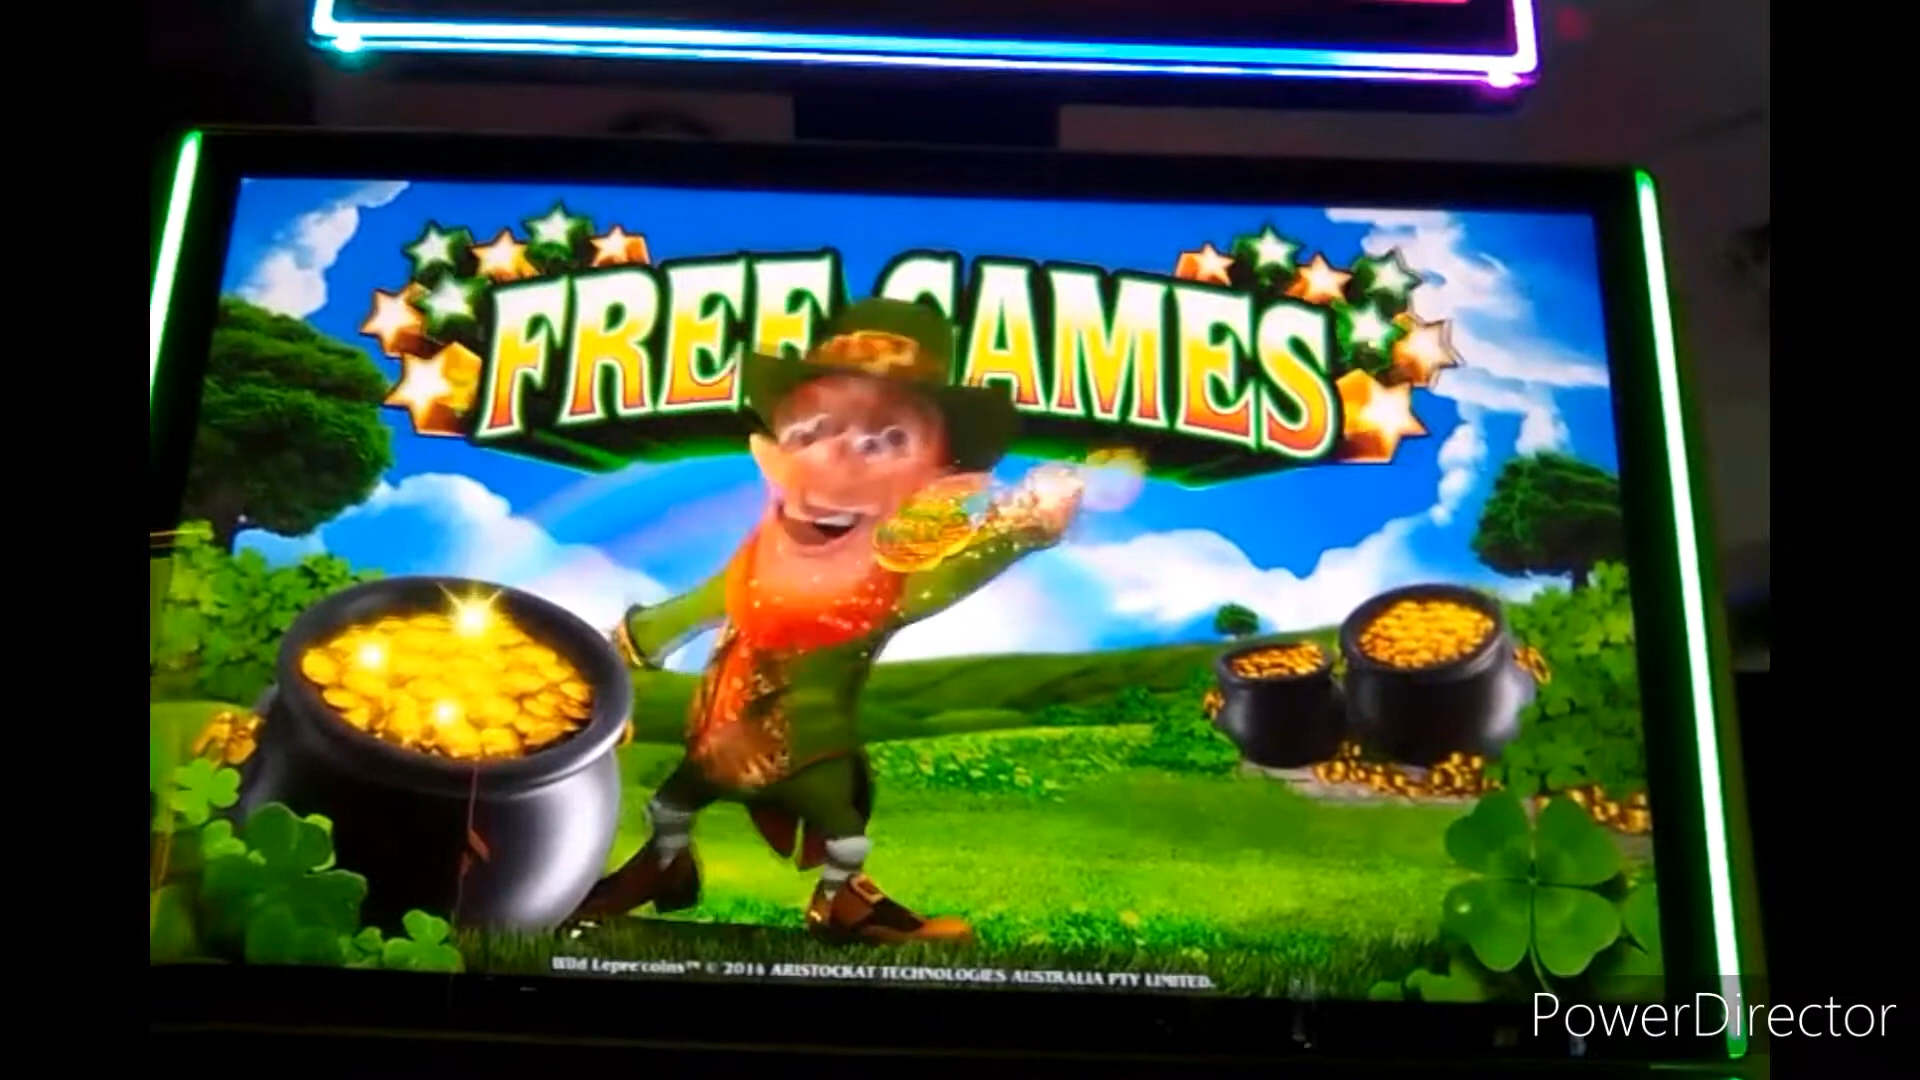 FREE GAMES
Wild Lepre'coins™ © 2016 ARISTOCRAT TECHNOLOGIES AUSTRALIA PTY LIMITED.
PowerDirector